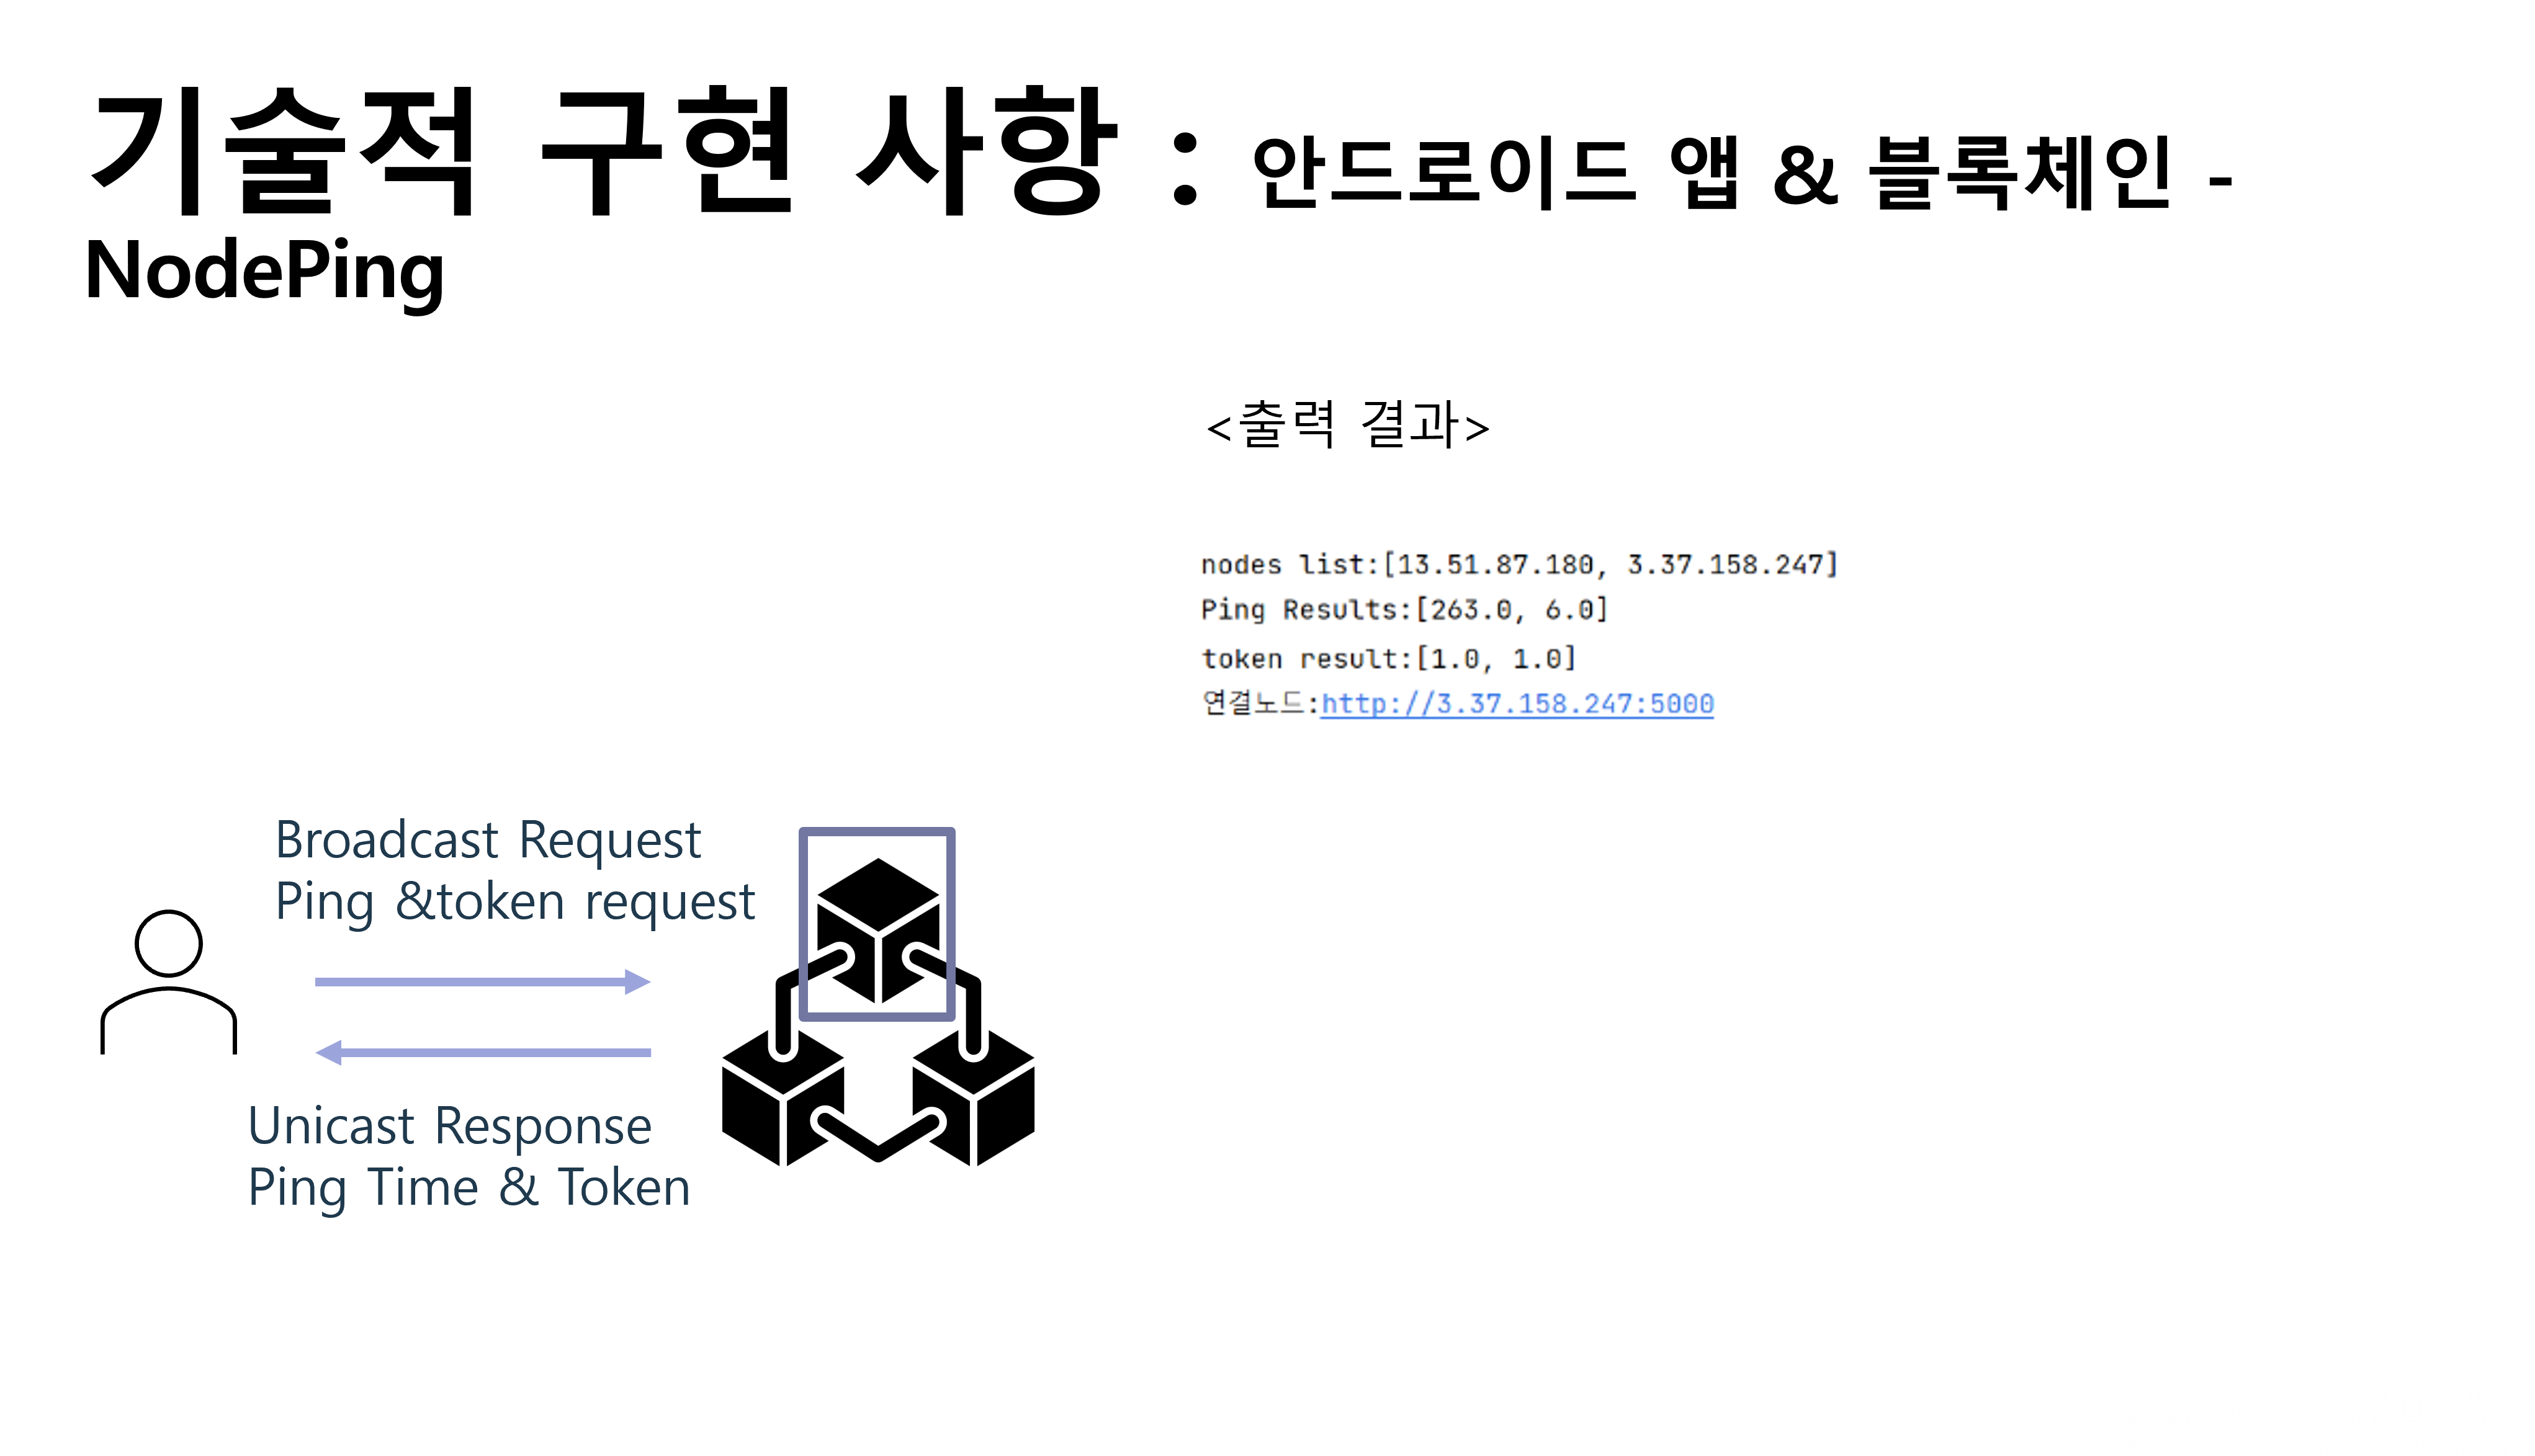 기술적 구현 사항 : 안드로이드 앱 & 블록체인 -
NodePing
<출력 결과>
nodes list:[13.51.87.180, 3.37.158.247]
Ping Results:[263.0, 6.0]
token result:[1.0, 1.0]
연결노드:http://3.37.158.247:5000
Broadcast Request
Ping &token request
Unicast Response
Ping Time & Token